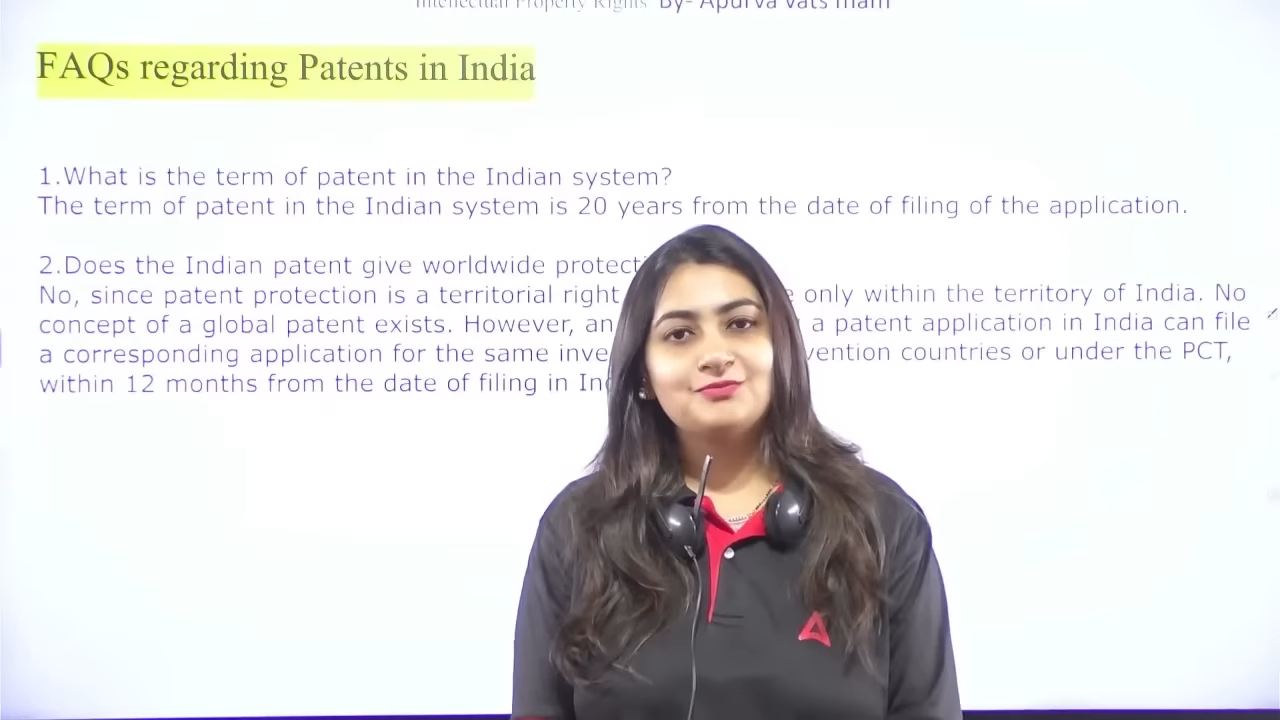 Intellectual Property Rights By- Apurva Vats mam
FAQs regarding Patents in India
1.What is the term of patent in the Indian system?
The term of patent in the Indian system is 20 years from the date of filing of the application.
2.Does the Indian patent give worldwide
No, since patent protection is a territorial right only within the territory of India. No
concept of a global patent exists. However, an a patent application in India can file
a corresponding application for the same countries or under the PCT,
within 12 months from the date of filing in